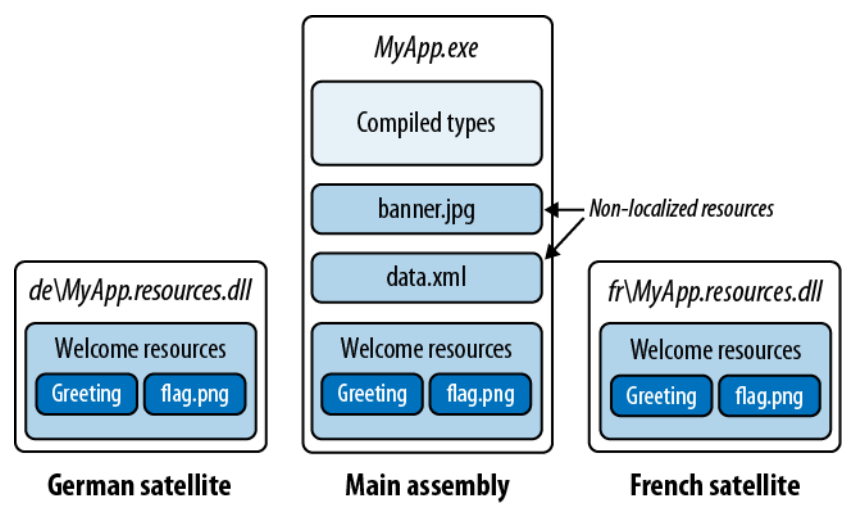 MyApp.exe
Compiled types
banner.jpg
Non-localized resources
data.xml
de\MyApp.resources.dll
Welcome resources
Greeting
flag.png
Welcome resources
Greeting
flag.png
fr\MyApp.resources.dll
Welcome resources
Greeting
flag.png
German satellite
Main assembly
French satellite